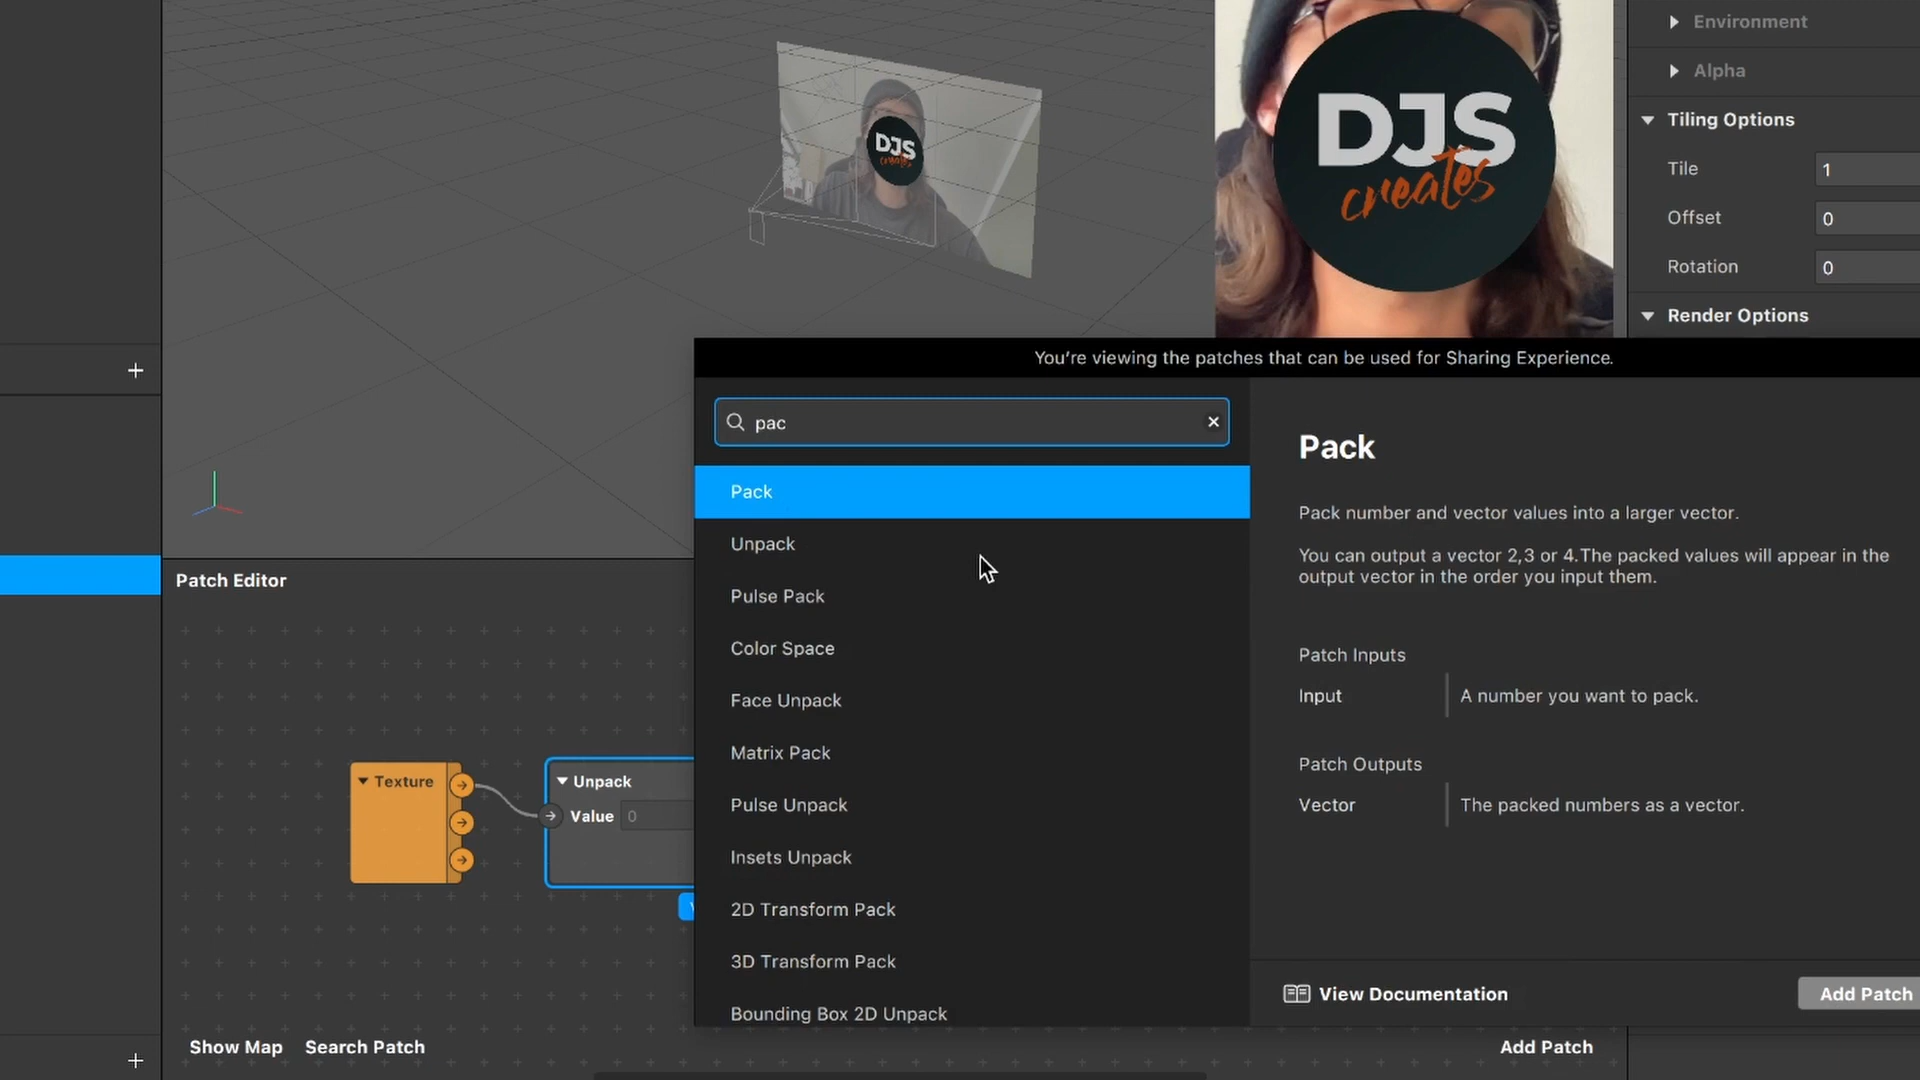 Environment
Alpha
Tiling Options
Tile 1
Offset 0
Rotation 0
Render Options
DJS
creates
DJS
creates
You're viewing the patches that can be used for Sharing Experience.
pac
Pack
Unpack
Pulse Pack
Color Space
Face Unpack
Matrix Pack
Pulse Unpack
Insets Unpack
2D Transform Pack
3D Transform Pack
Bounding Box 2D Unpack
Pack
Pack number and vector values into a larger vector.
You can output a vector 2,3 or 4.The packed values will appear in the
output vector in the order you input them.
Patch Inputs
Input A number you want to pack.
Patch Outputs
Vector The packed numbers as a vector.
View Documentation
Add Patch
Patch Editor
Texture
Unpack
Value 0
Show Map Search Patch
Add Patch